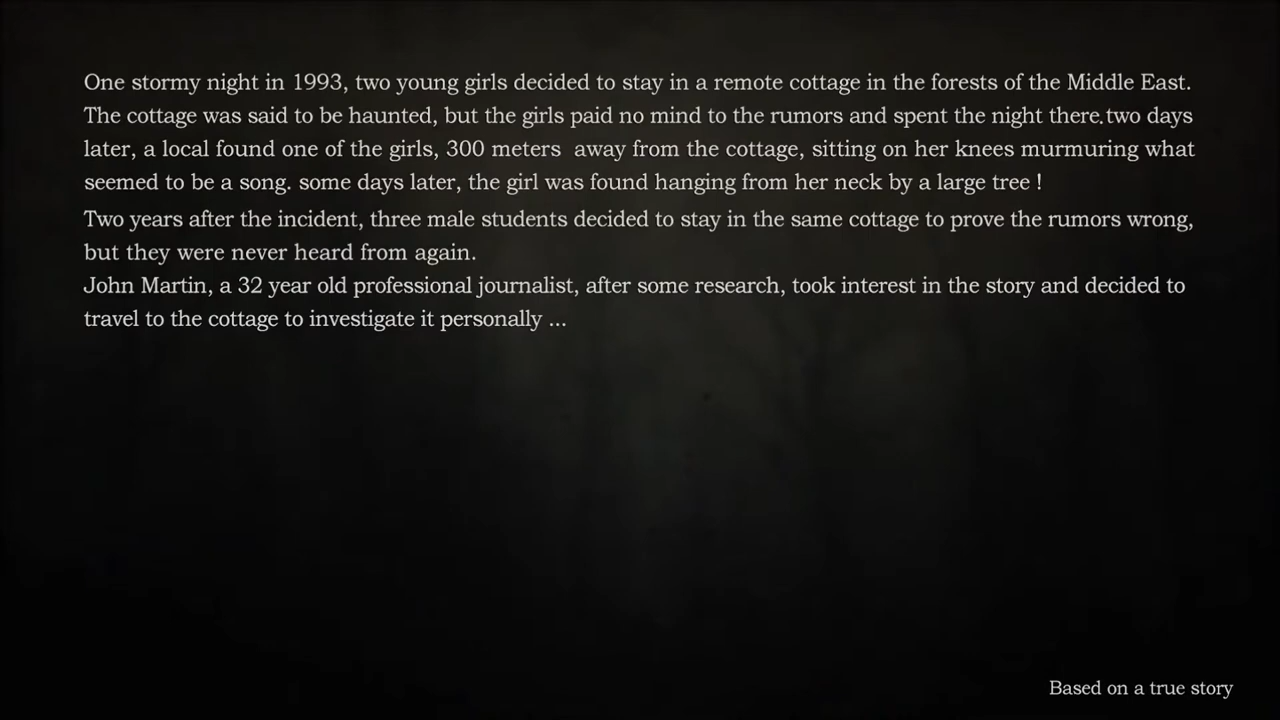 One stormy night in 1993, two young girls decided to stay in a remote cottage in the forests of the Middle East.
The cottage was said to be haunted, but the girls paid no mind to the rumors and spent the night there.two days
later, a local found one of the girls, 300 meters  away from the cottage, sitting on her knees murmuring what
seemed to be a song. some days later, the girl was found hanging from her neck by a large tree !
Two years after the incident, three male students decided to stay in the same cottage to prove the rumors wrong,
but they were never heard from again.
John Martin, a 32 year old professional journalist, after some research, took interest in the story and decided to
travel to the cottage to investigate it personally ...
Based on a true story